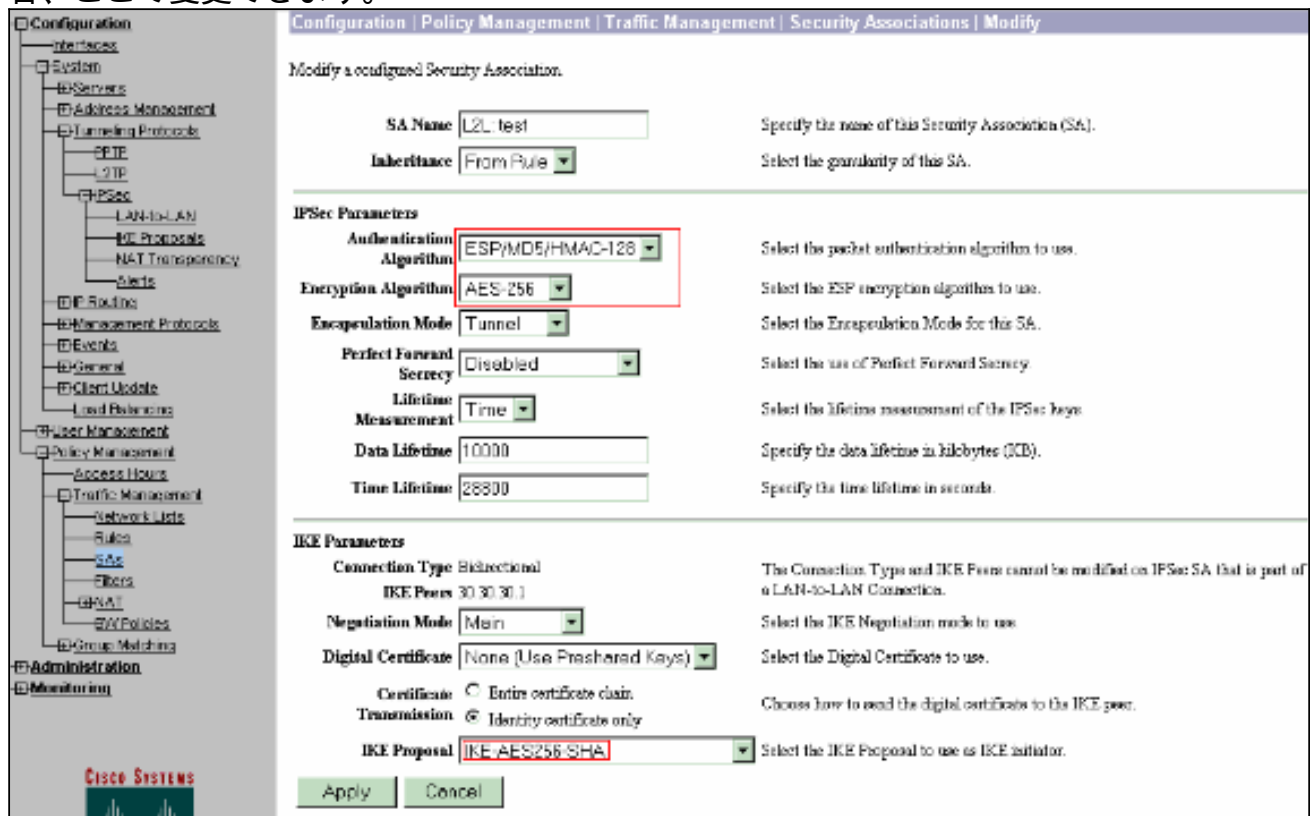 者、ここで変更できます。
Configuration | Policy Management | Traffic Management | Security Associations | Modify
Configuration
Interfaces
System
Servers
Address Management
Tunneling Protocols
PPTP
L2TP
IPSec
LAN-to-LAN
IKE Proposals
NAT Transparency
Alerts
IP Routing
Management Protocols
Events
General
Client Update
Load Balancing
User Management
Policy Management
Access Hours
Traffic Management
Network Lists
Rules
SAs
Filters
NAT
BW Policies
Group Matching
Administration
Monitoring
CISCO SYSTEMS
Modify a configured Security Association.
SA Name L2L: test Specify the name of this Security Association (SA).
Inheritance From Rule Select the granularity of this SA.
IPSec Parameters
Authentication Algorithm ESP/MD5/HMAC-128 Select the packet authentication algorithm to use.
Encryption Algorithm AES-256 Select the ESP encryption algorithm to use.
Encapsulation Mode Tunnel Select the Encapsulation Mode for this SA.
Perfect Forward Secrecy Disabled Select the use of Perfect Forward Secrecy.
Lifetime Measurement Time Select the lifetime measurement of the IPSec keys.
Data Lifetime 10000 Specify the data lifetime in kilobytes (KB).
Time Lifetime 28800 Specify the time lifetime in seconds.
IKE Parameters
Connection Type Bidirectional The Connection Type and IKE Peers cannot be modified on IPSec SA that is part of
IKE Peers 30.30.30.1 a LAN-to-LAN Connection.
Negotiation Mode Main Select the IKE Negotiation mode to use.
Digital Certificate None (Use Preshared Keys) Select the Digital Certificate to use.
Certificate Transmission Entire certificate chain
Identity certificate only Choose how to send the digital certificate to the IKE peer.
IKE Proposal IKE-AES256-SHA Select the IKE Proposal to use as IKE initiator.
Apply Cancel